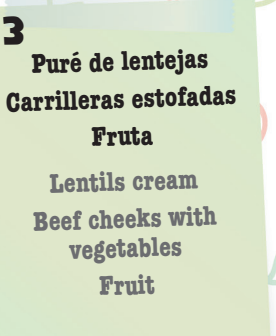 3
Puré de lentejas
Carrilleras estofadas
Fruta
Lentils cream
Beef cheeks with
vegetables
Fruit